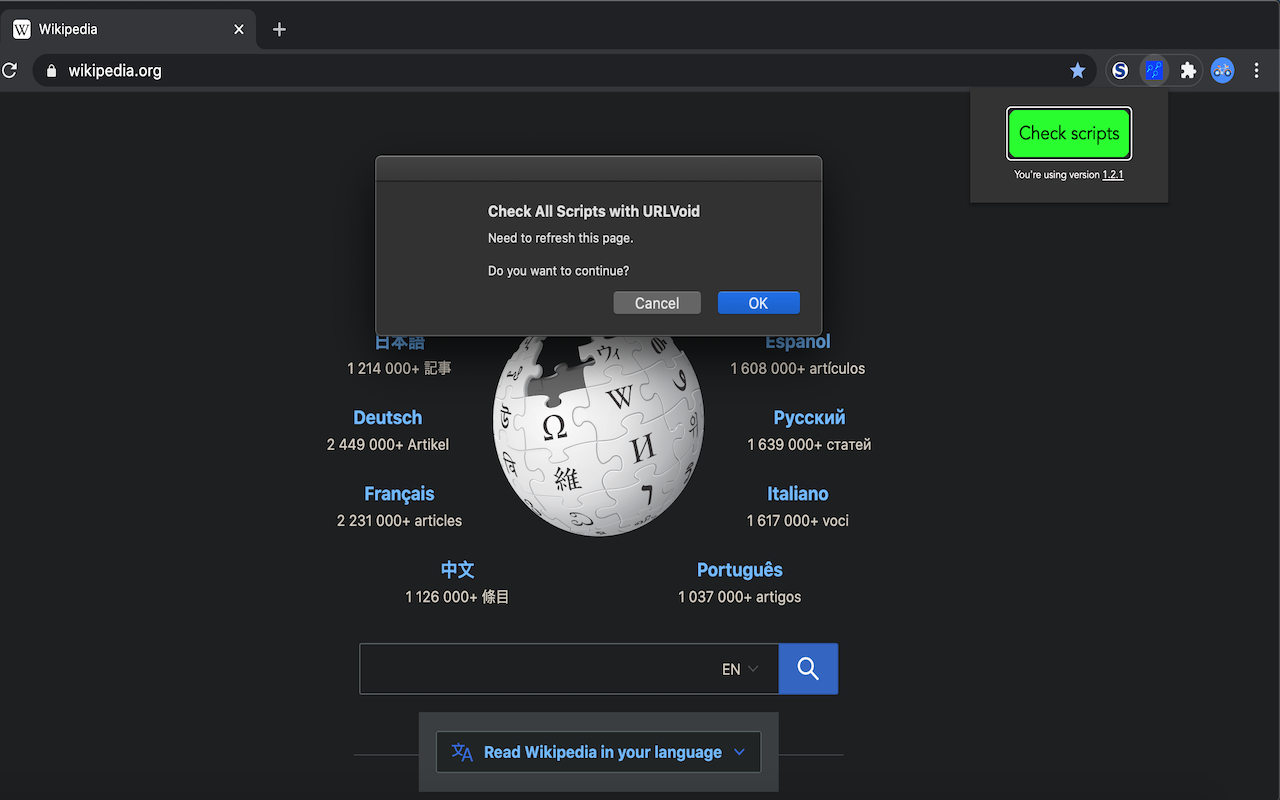 Wikipedia
wikipedia.org
Check scripts
You're using version 1.2.1
Check All Scripts with URLVoid
Need to refresh this page.
Do you want to continue?
Cancel OK
日本語
1 214 000+ 記事
Español
1 608 000+ artículos
Deutsch
2 449 000+ Artikel
Русский
1 639 000+ статей
Français
2 231 000+ articles
Italiano
1 617 000+ voci
中文
1 126 000+ 條目
Português
1 037 000+ artigos
Ω
W
И
維
ウィ
EN
Read Wikipedia in your language